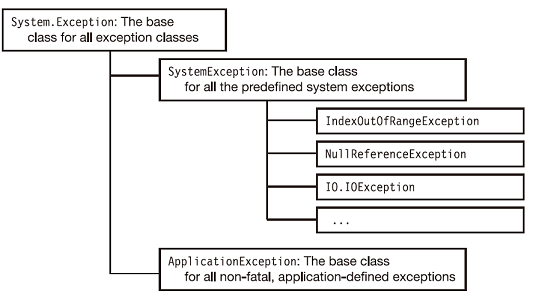 System.Exception: The base
class for all exception classes
SystemException: The base class
for all the predefined system exceptions
IndexOutOfRangeException
NullReferenceException
IO.IOException
...
ApplicationException: The base class
for all non-fatal, application-defined exceptions